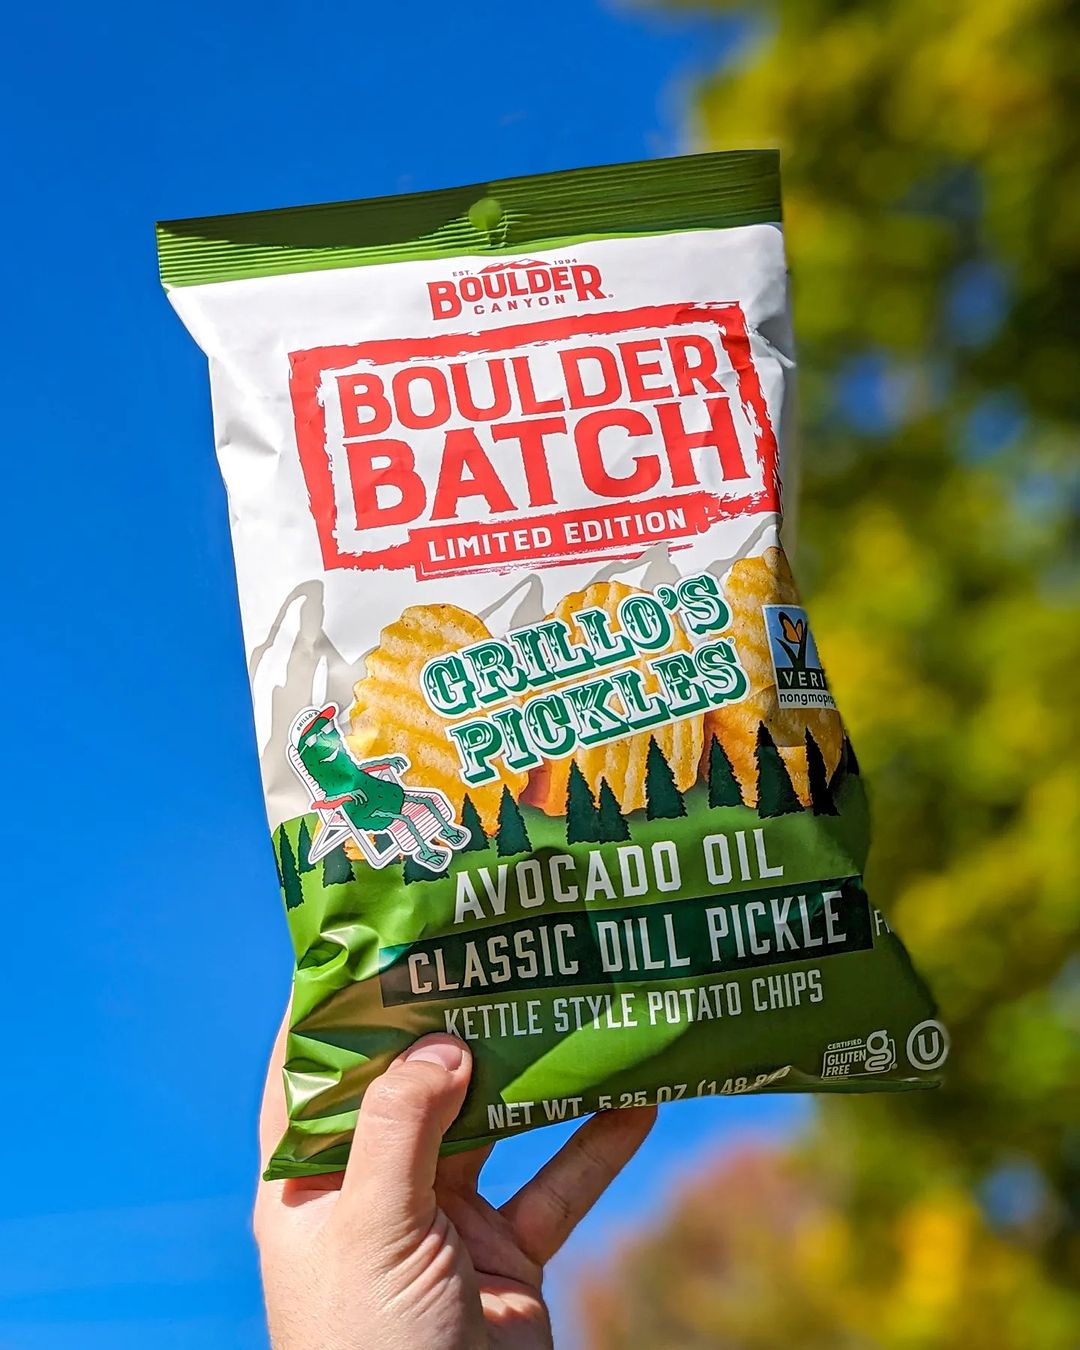 EST. 1994
BOULDER
CANYON
BOULDER
BATCH
LIMITED EDITION
GRILLO'S
PICKLES
GRILLO'S
AVOCADO OIL
CLASSIC DILL PICKLE
KETTLE STYLE POTATO CHIPS
CERTIFIED
GLUTEN
FREE
U
NET WT. 5.25 OZ